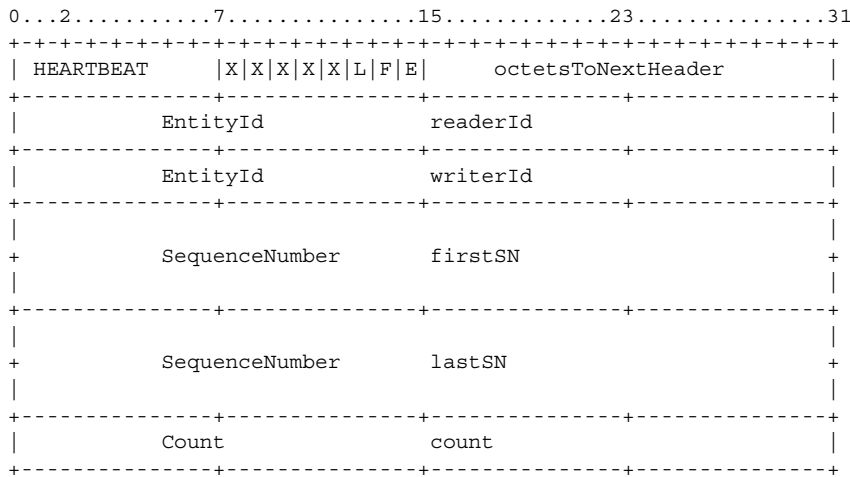 0...2...........7...............15.............23...............31
+-+-+-+-+-+-+-+-+-+-+-+-+-+-+-+-+-+-+-+-+-+-+-+-+-+-+-+-+-+-+-+-+
| HEARTBEAT     |X|X|X|X|X|L|F|E|     octetsToNextHeader        |
+---------------+---------------+---------------+---------------+
|           EntityId             readerId                       |
+---------------+---------------+---------------+---------------+
|           EntityId             writerId                       |
+---------------+---------------+---------------+---------------+
|                                                               |
+           SequenceNumber       firstSN                        +
|                                                               |
+---------------+---------------+---------------+---------------+
|                                                               |
+           SequenceNumber       lastSN                         +
|                                                               |
+---------------+---------------+---------------+---------------+
|           Count                count                          |
+---------------+---------------+---------------+---------------+